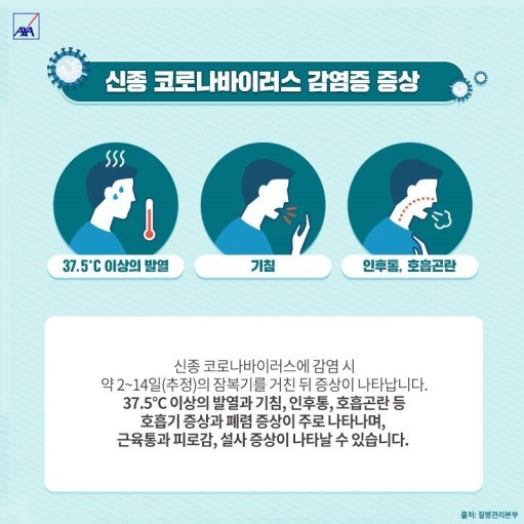 AXA
신종 코로나바이러스 감염증 증상
37.5°C 이상의 발열
기침
인후통, 호흡곤란
신종 코로나바이러스에 감염 시
약 2~14일(추정)의 잠복기를 거친 뒤 증상이 나타납니다.
37.5°C 이상의 발열과 기침, 인후통, 호흡곤란 등
호흡기 증상과 폐렴 증상이 주로 나타나며,
근육통과 피로감, 설사 증상이 나타날 수 있습니다.
출처: 질병관리본부